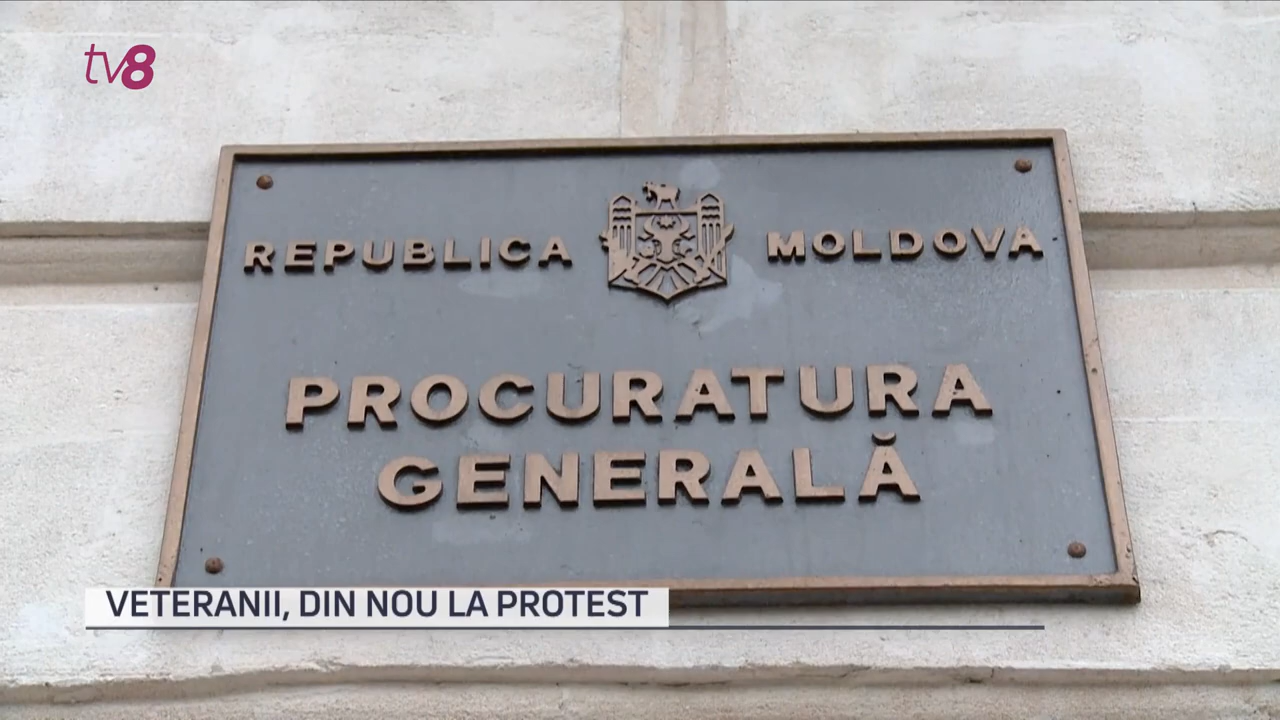 tv8
REPUBLICA MOLDOVA
PROCURATURA
GENERALĂ
VETERANII, DIN NOU LA PROTEST